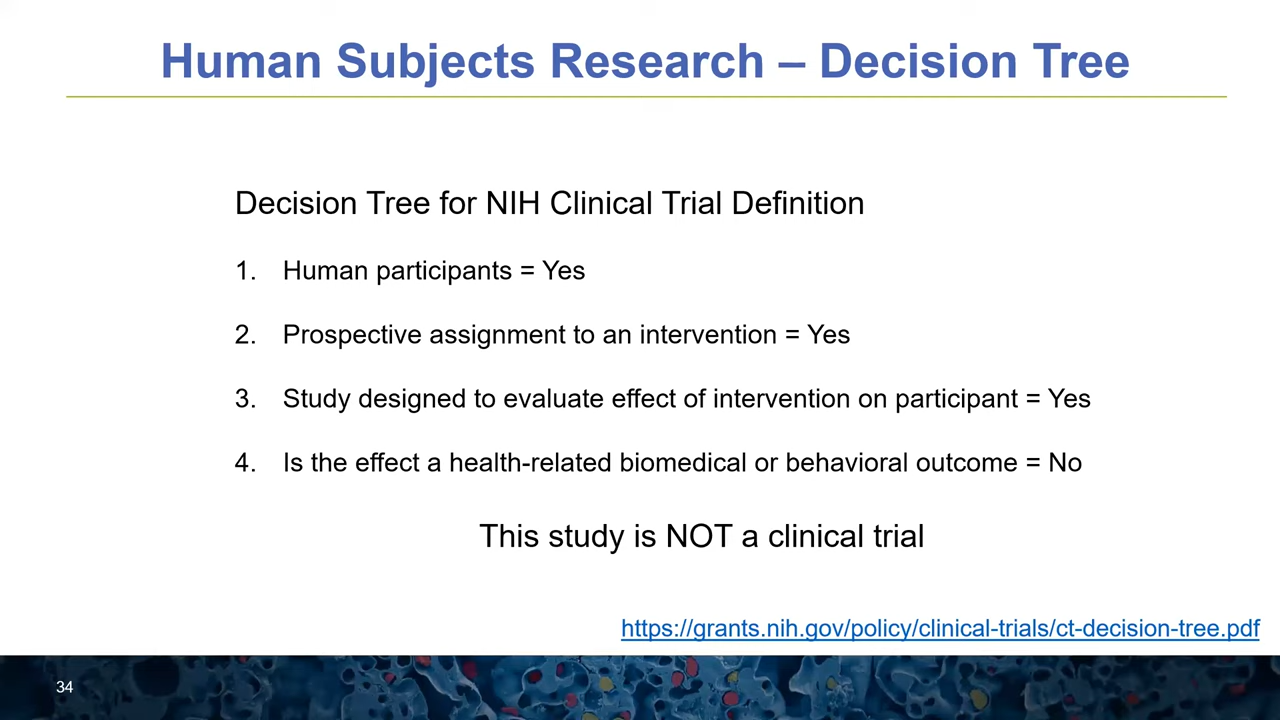 Human Subjects Research – Decision Tree
Decision Tree for NIH Clinical Trial Definition
1. Human participants = Yes
2. Prospective assignment to an intervention = Yes
3. Study designed to evaluate effect of intervention on participant = Yes
4. Is the effect a health-related biomedical or behavioral outcome = No
This study is NOT a clinical trial
https://grants.nih.gov/policy/clinical-trials/ct-decision-tree.pdf
34